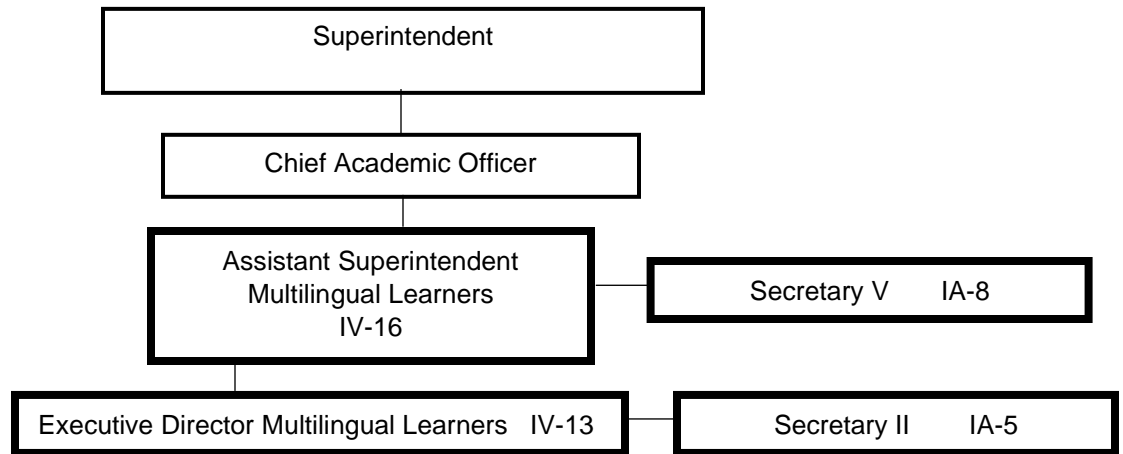 Superintendent
Chief Academic Officer
Assistant Superintendent
Multilingual Learners
IV-16
Secretary V IA-8
Executive Director Multilingual Learners IV-13
Secretary II IA-5